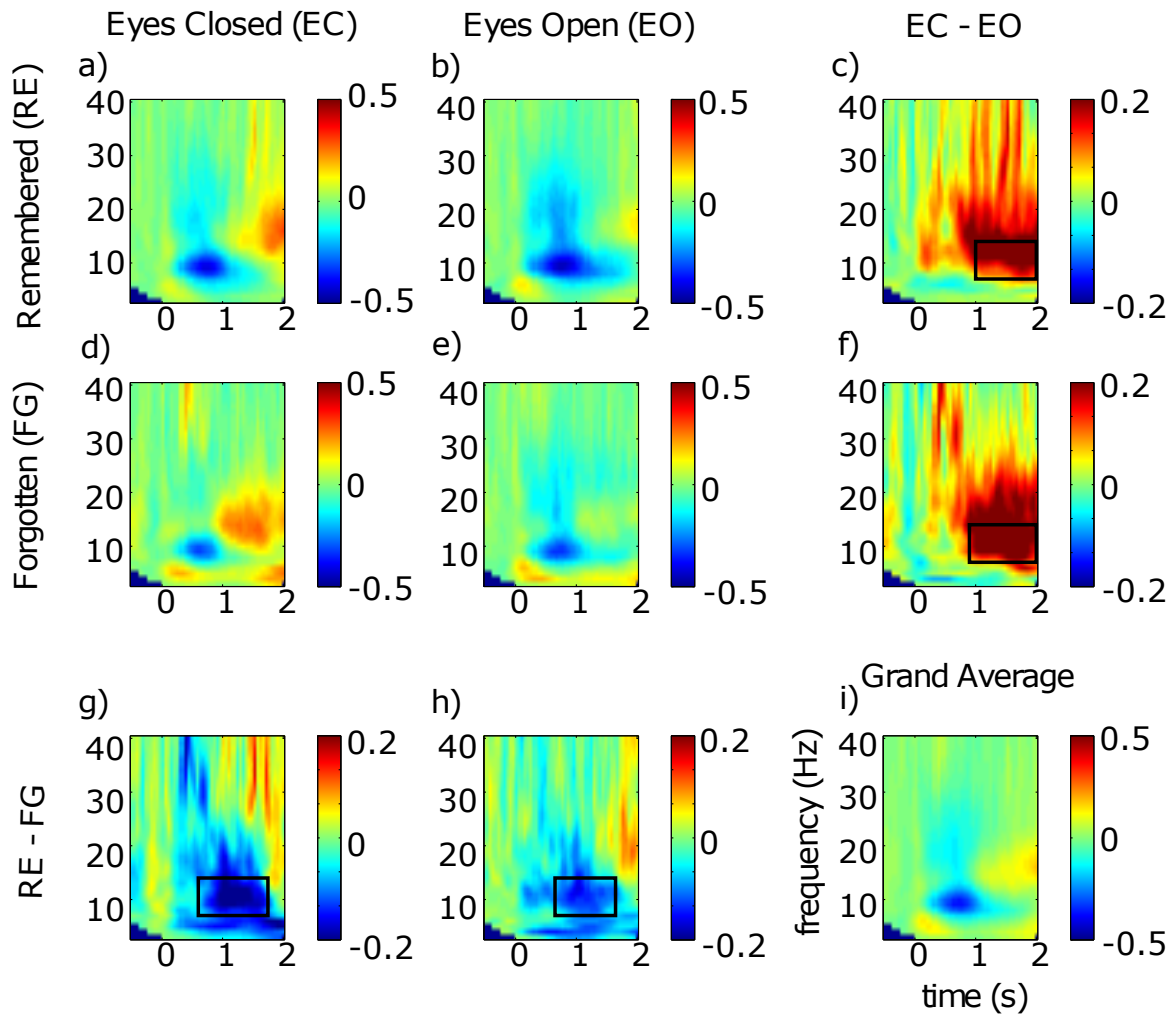 Eyes Closed (EC) Eyes Open (EO) EC - EO
Remembered (RE)
a) b) c)
40 0.5 40 0.5 40 0.2
30 30 30
20 0 20 0 20 0
10 10 10
-0.5 -0.5 -0.2
0 1 2 0 1 2 0 1 2
Forgotten (FG)
d) e) f)
40 0.5 40 0.5 40 0.2
30 30 30
20 0 20 0 20 0
10 10 10
-0.5 -0.5 -0.2
0 1 2 0 1 2 0 1 2
Grand Average
RE - FG
g) h) i)
40 0.2 40 0.2 40 0.5
30 30 30
20 0 20 0 20 0
10 10 10
-0.2 -0.2 -0.5
0 1 2 0 1 2 0 1 2
frequency (Hz)
time (s)